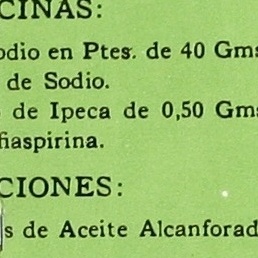 CINAS:
odio en Ptes. de 40 Gms
de Sodio.
de Ipeca de 0,50 Gms
fiaspirina.
CIONES:
s de Aceite Alcanforad